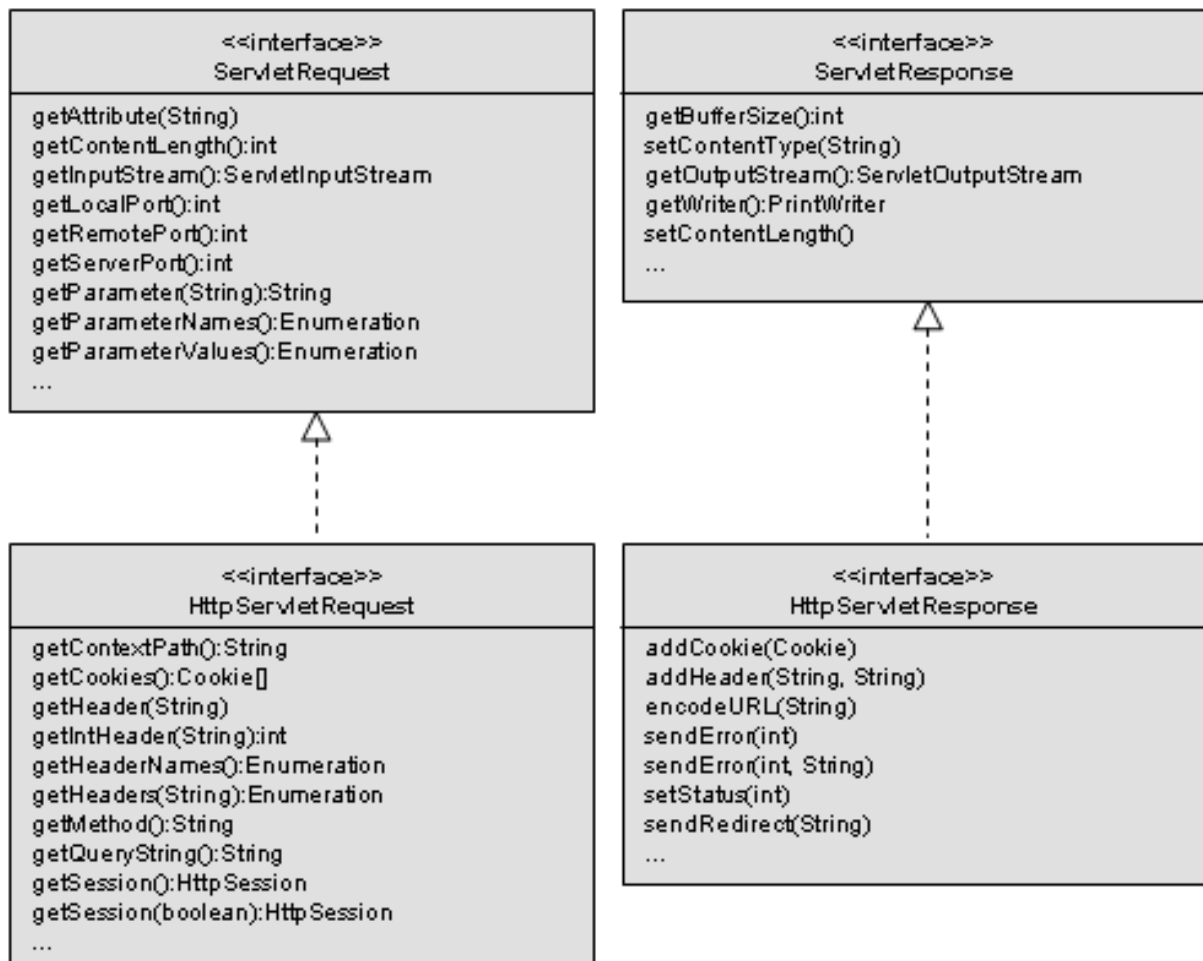 <<interface>>
ServletRequest
getAttribute(String)
getContentLength():int
getInputStream():ServletInputStream
getLocalPort():int
getRemotePort():int
getServerPort():int
getParameter(String):String
getParameterNames():Enumeration
getParameterValues():Enumeration
...
<<interface>>
ServletResponse
getBufferSize():int
setContentType(String)
getOutputStream():ServletOutputStream
getWriter():PrintWriter
setContentLength()
...
<<interface>>
HttpServletRequest
getContextPath():String
getCookies():Cookie[]
getHeader(String)
getIntHeader(String):int
getHeaderNames():Enumeration
getHeaders(String):Enumeration
getMethod():String
getQueryString():String
getSession():HttpSession
getSession(boolean):HttpSession
...
<<interface>>
HttpServletResponse
addCookie(Cookie)
addHeader(String, String)
encodeURL(String)
sendError(int)
sendError(int, String)
setStatus(int)
sendRedirect(String)
...